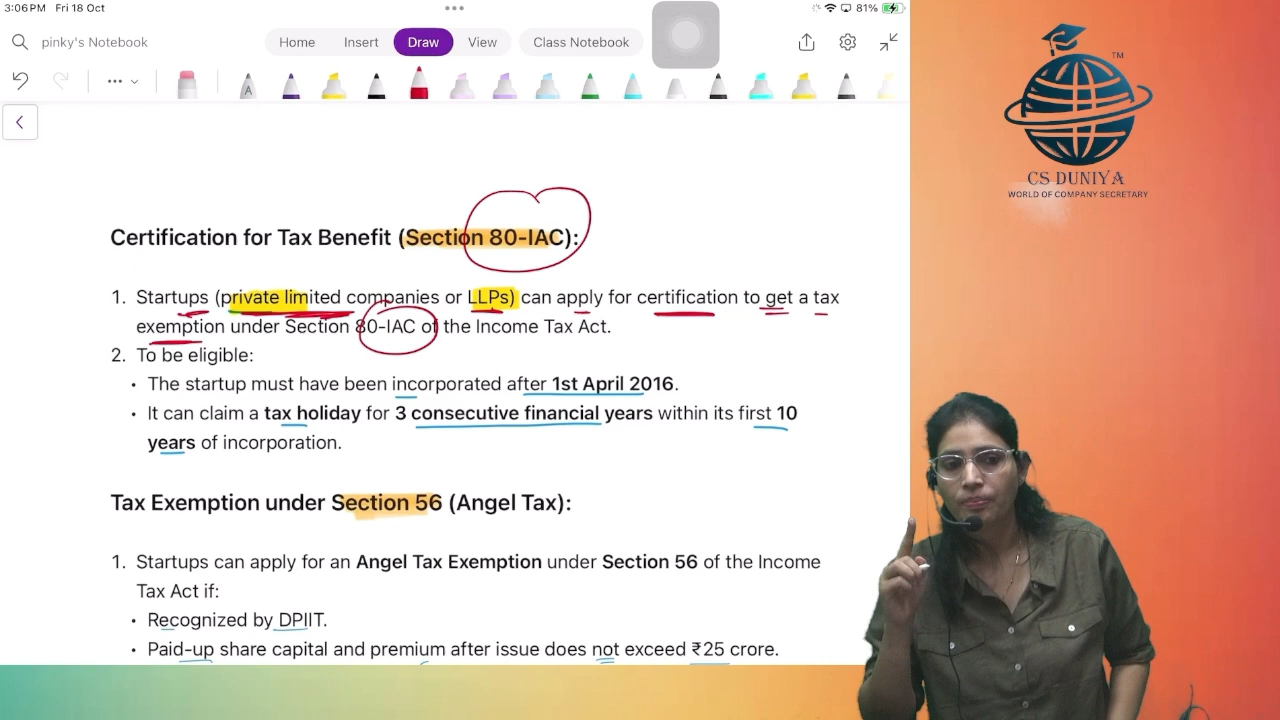 3:06PM Fri 18 Oct
81%
pinky's Notebook
Home Insert Draw View Class Notebook
A
TM
CS DUNIYA
WORLD OF COMPANY SECRETARY
Certification for Tax Benefit (Section 80-IAC):
1. Startups (private limited companies or LLPs) can apply for certification to get a tax
exemption under Section 80-IAC of the Income Tax Act.
2. To be eligible:
• The startup must have been incorporated after 1st April 2016.
• It can claim a tax holiday for 3 consecutive financial years within its first 10
years of incorporation.
Tax Exemption under Section 56 (Angel Tax):
1. Startups can apply for an Angel Tax Exemption under Section 56 of the Income
Tax Act if:
• Recognized by DPIIT.
• Paid-up share capital and premium after issue does not exceed ₹25 crore.